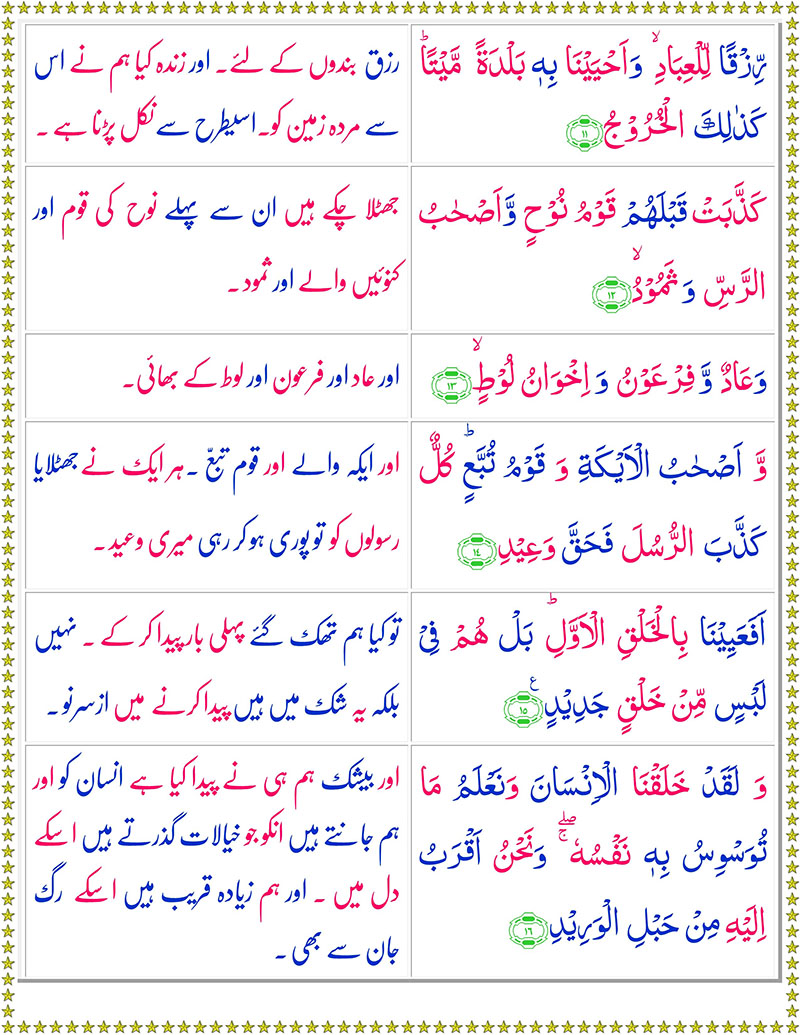 رِّزْقًا لِّلْعِبَادِ ۙ وَاَحْيَيْنَا بِهٖ بَلْدَةً مَّيْتًا ؕ
كَذٰلِكَ الْخُرُوْجُ ﴿۱۱﴾
رزق بندوں کے لئے۔ اور زندہ کیا ہم نے اس
سے مردہ زمین کو۔ اسیطرح سے نکل پڑنا ہے ۔
كَذَّبَتْ قَبْلَهُمْ قَوْمُ نُوْحٍ وَّاَصْحٰبُ
الرَّسِّ وَ ثَمُوْدُ ۙ ﴿۱۲﴾
جھٹلا چکے ہیں ان سے پہلے نوح کی قوم اور
کنوئیں والے اور ثمود ۔
وَعَادٌ وَّ فِرْعَوْنُ وَ اِخْوَانُ لُوْطٍ ۙ ﴿۱۳﴾
اور عاد اور فرعون اور لوط کے بھائی۔
وَّ اَصْحٰبُ الْاَيْكَةِ وَ قَوْمُ تُبَّعٍ ؕ كُلٌّ
كَذَّبَ الرُّسُلَ فَحَقَّ وَعِيْدِ ﴿۱۴﴾
اور ایکہ والے اور قوم تبّع ۔ ہر ایک نے جھٹلایا
رسولوں کو تو پوری ہو کر رہی میری وعید ۔
اَفَعَيِيْنَا بِالْخَلْقِ الْاَوَّلِ ؕ بَلْ هُمْ فِيْ
لَبْسٍ مِّنْ خَلْقٍ جَدِيْدٍ ﴿۱۵﴾ ع
تو کیا ہم تھک گئے پہلی بار پیدا کر کے ۔ نہیں
بلکہ یہ شک میں ہیں پیدا کرنے میں ازسرنو ۔
وَ لَقَدْ خَلَقْنَا الْاِنْسَانَ وَنَعْلَمُ مَا
تُوَسْوِسُ بِهٖ نَفْسُهٗ ۖۚ وَنَحْنُ اَقْرَبُ
اِلَيْهِ مِنْ حَبْلِ الْوَرِيْدِ ﴿۱۶﴾
اور بیشک ہم ہی نے پیدا کیا ہے انسان کو اور
ہم جانتے ہیں انکو جو خیالات گذرتے ہیں اسکے
دل میں ۔ اور ہم زیادہ قریب ہیں اسکے رگ
جان سے بھی ۔